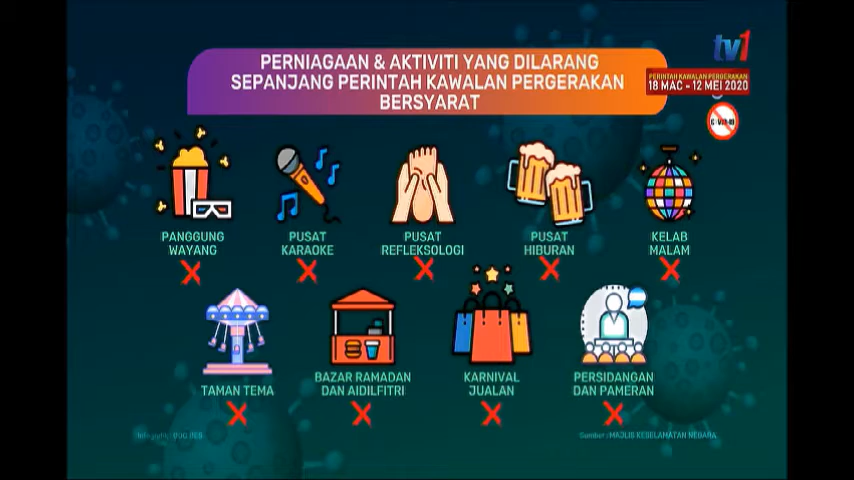 tv1
PERNIAGAAN & AKTIVITI YANG DILARANG
SEPANJANG PERINTAH KAWALAN PERGERAKAN
BERSYARAT
PERINTAH KAWALAN PERGERAKAN
18 MAC - 12 MEI 2020
PANGGUNG
WAYANG
PUSAT
KARAOKE
PUSAT
REFLEKSOLOGI
PUSAT
HIBURAN
KELAB
MALAM
TAMAN TEMA
BAZAR RAMADAN
DAN AIDILFITRI
KARNIVAL
JUALAN
PERSIDANGAN
DAN PAMERAN
Sumber : MAJLIS KESELAMATAN NEGARA